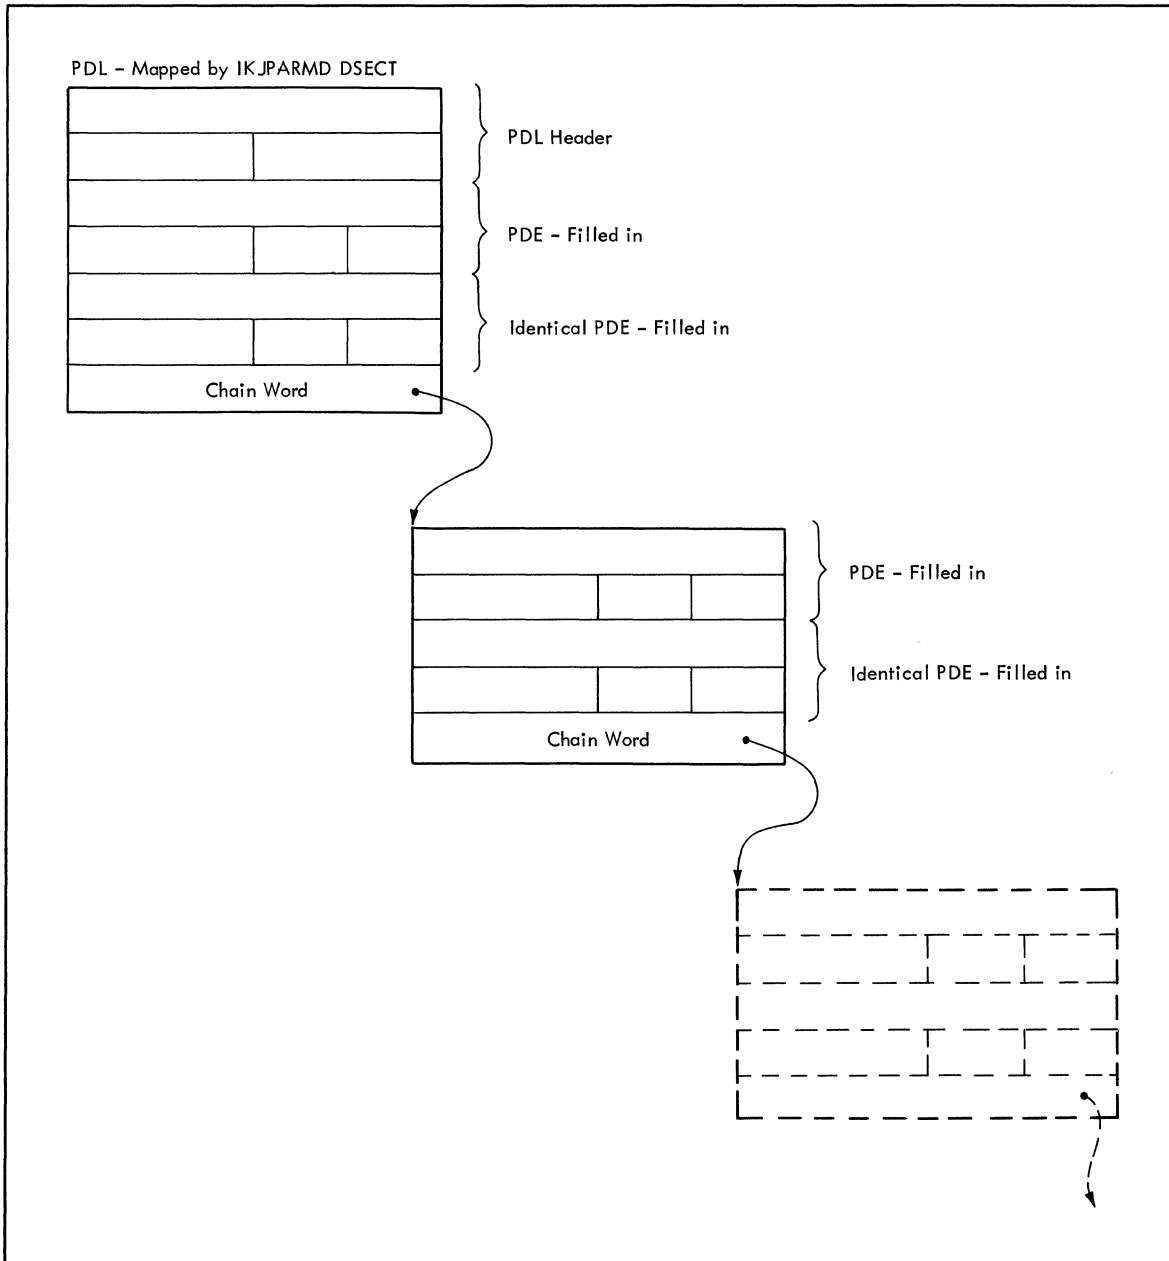 PDL - Mapped by IKJPARMD DSECT
PDL Header
PDE - Filled in
Identical PDE - Filled in
Chain Word
PDE - Filled in
Identical PDE - Filled in
Chain Word